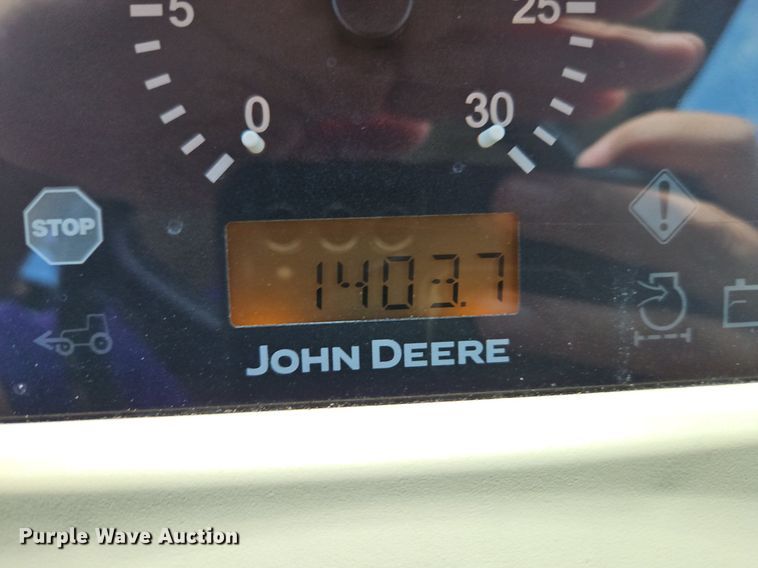 5
25
0
30
STOP
!
1403.7
JOHN DEERE
Purple Wave Auction